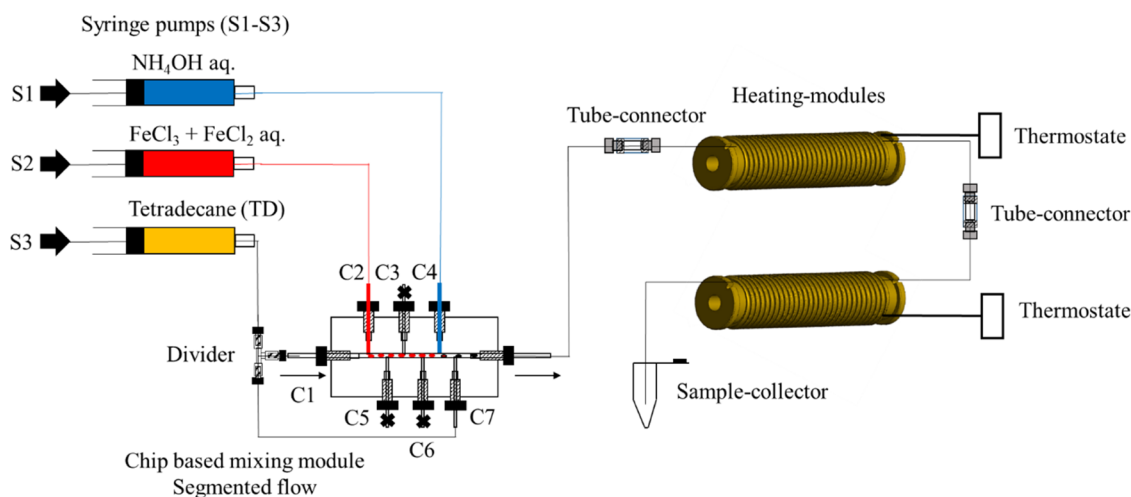 Syringe pumps (S1-S3)
NH4OH aq.
S1
FeCl3 + FeCl2 aq.
S2
Tetradecane (TD)
S3
C2
C3
C4
Divider
C1
C5
C6
C7
Chip based mixing module
Segmented flow
Tube-connector
Heating-modules
Thermostate
Tube-connector
Thermostate
Sample-collector